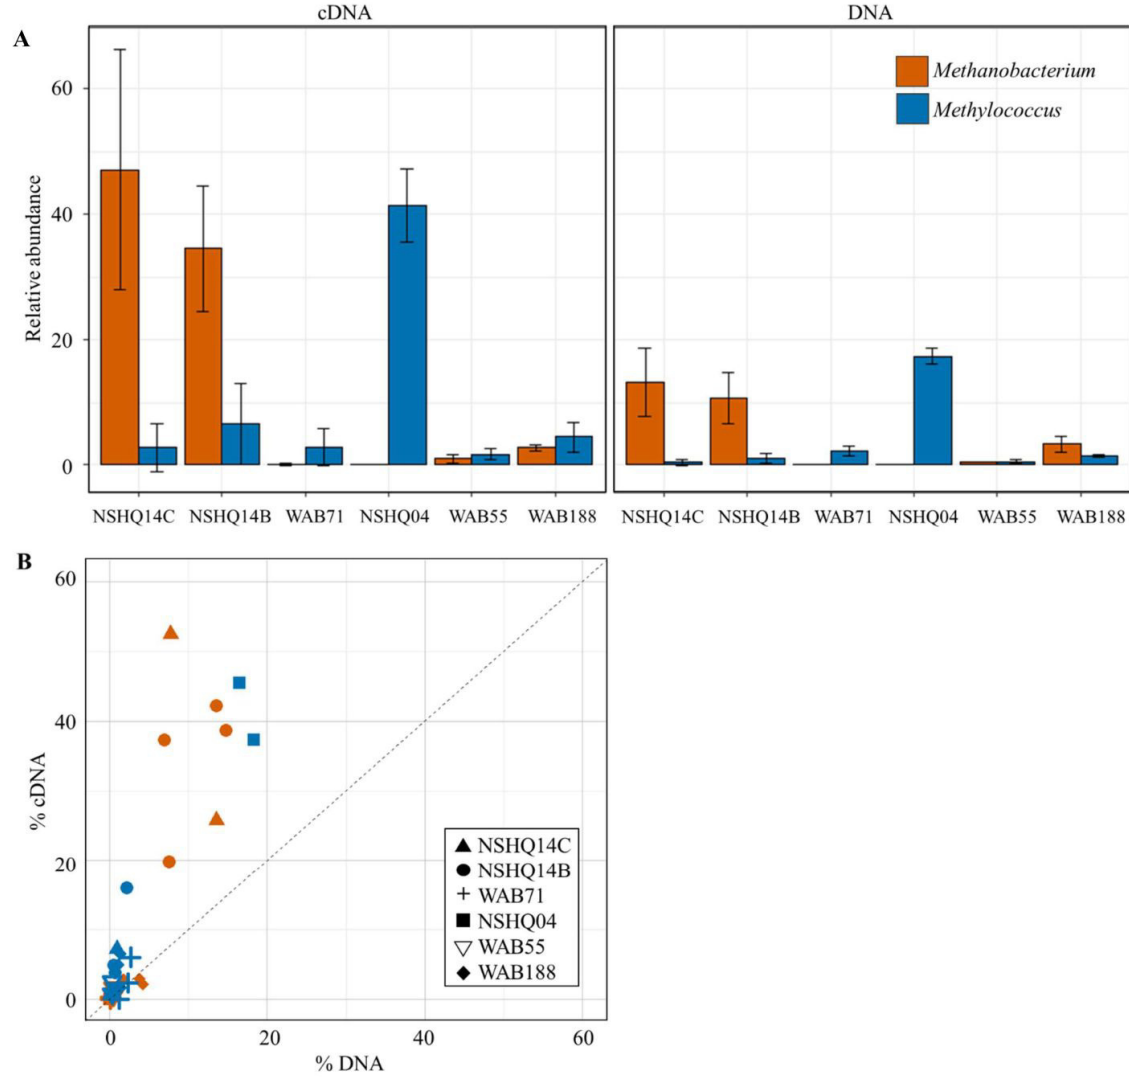 cDNA
DNA
A
Methanobacterium
Methylococcus
Relative abundance
60
40
20
0
NSHQ14C NSHQ14B WAB71 NSHQ04 WAB55 WAB188
NSHQ14C NSHQ14B WAB71 NSHQ04 WAB55 WAB188
B
% cDNA
60
40
20
0
NSHQ14C
NSHQ14B
WAB71
NSHQ04
WAB55
WAB188
0 20 40 60
% DNA